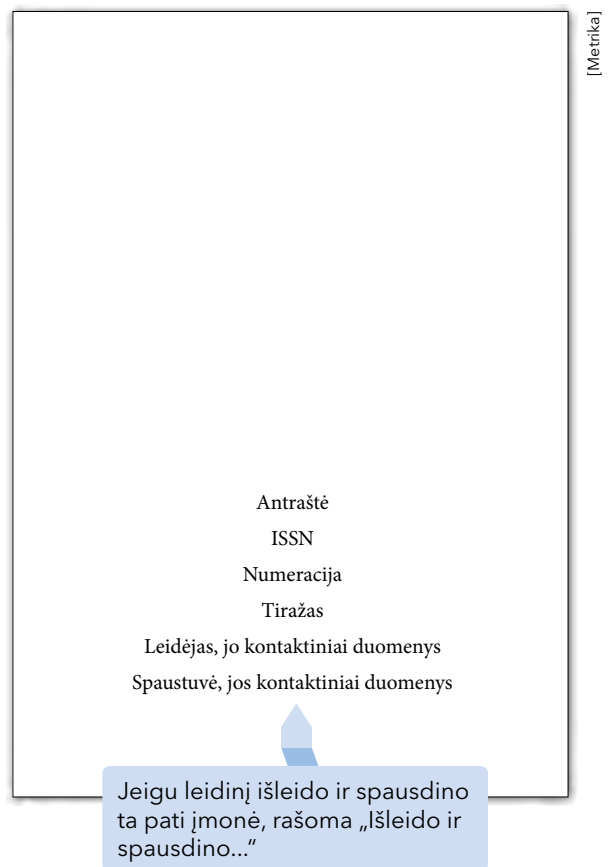 [Metrika]
Antraštė
ISSN
Numeracija
Tiražas
Leidėjas, jo kontaktiniai duomenys
Spaustuvė, jos kontaktiniai duomenys
Jeigu leidinį išleido ir spausdino
ta pati įmonė, rašoma „Išleido ir
spausdino...“